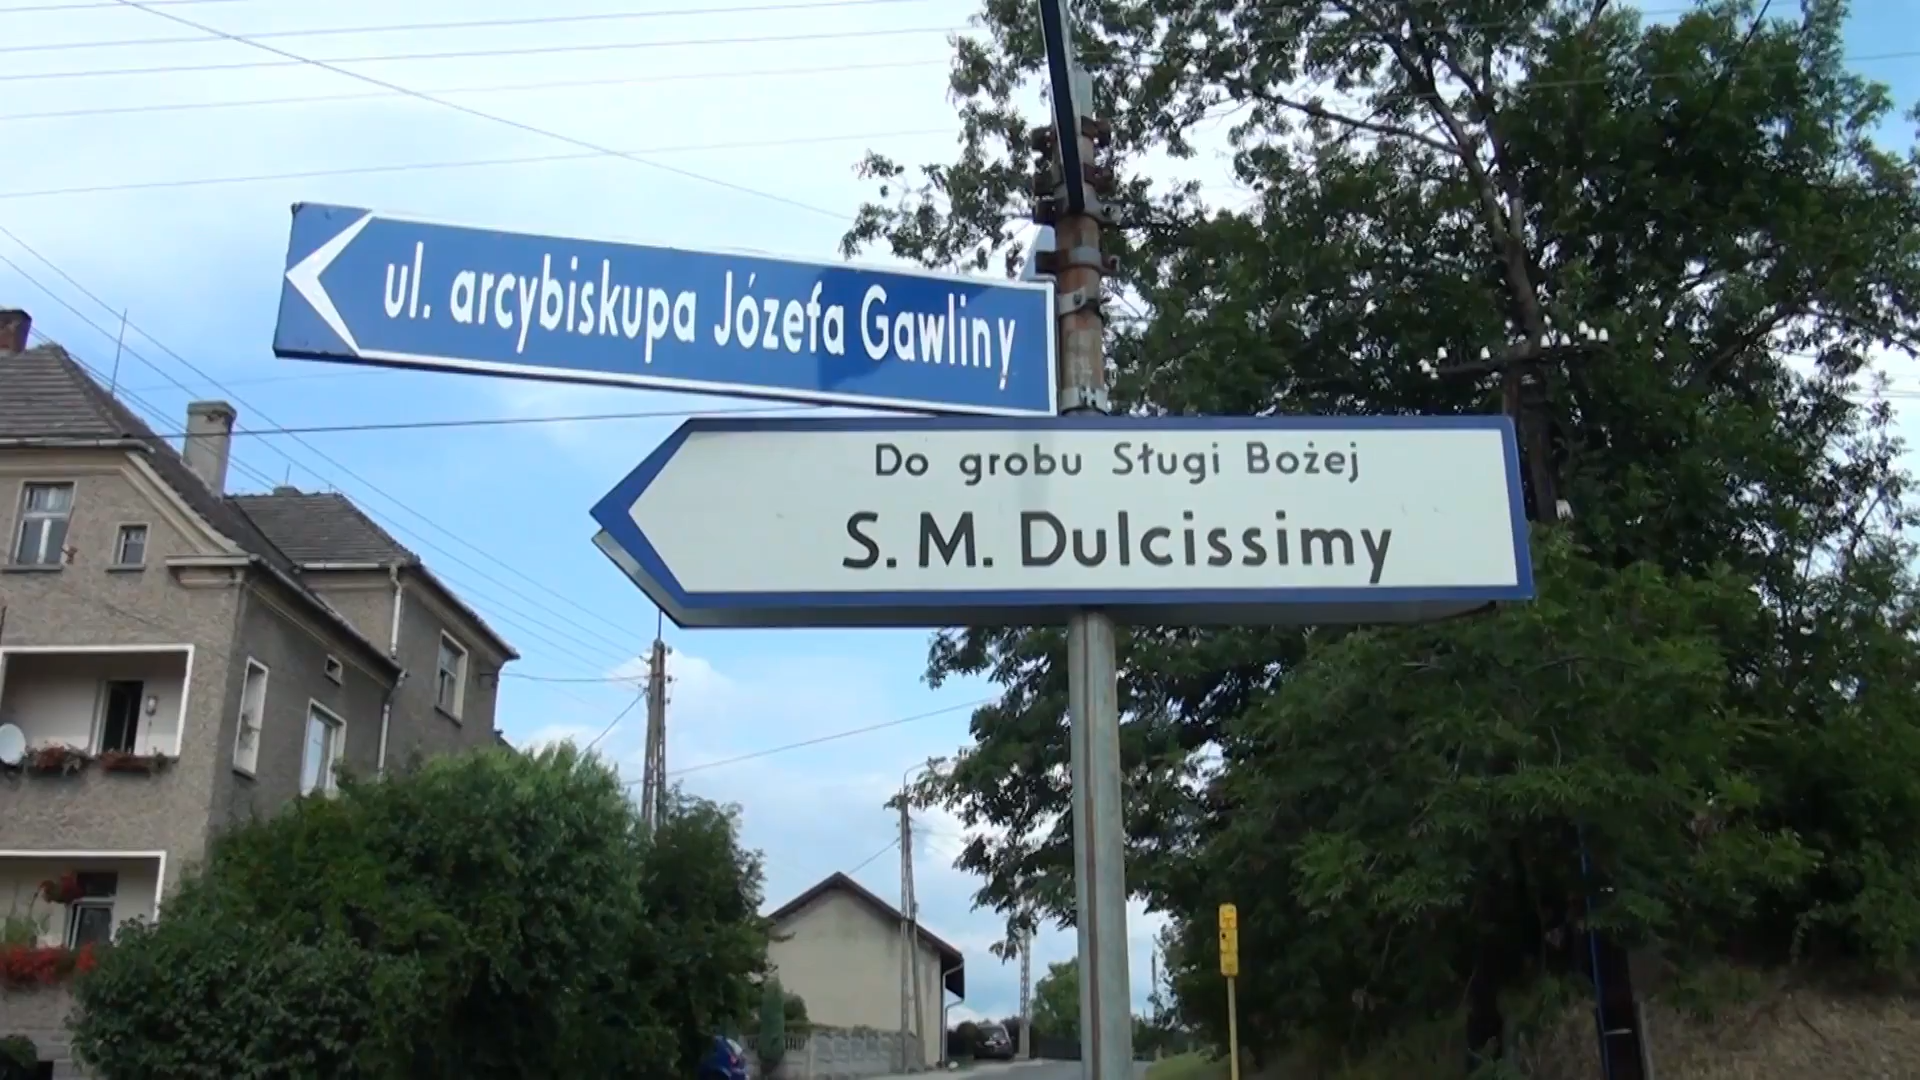 ul. arcybiskupa Józefa Gawliny
Do grobu Sługi Bożej
S. M. Dulcissimy